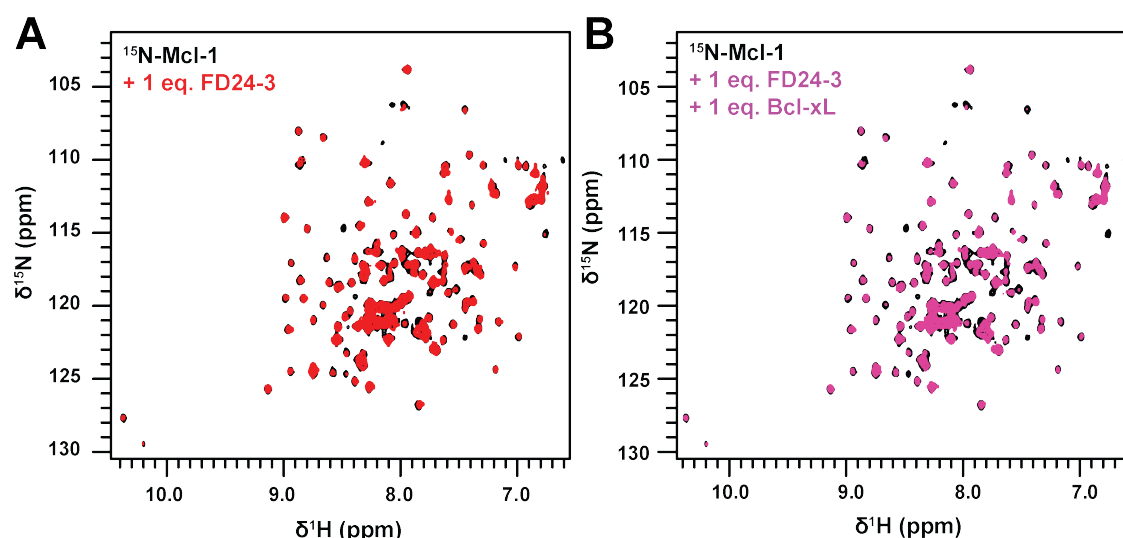 A
¹⁵N-Mcl-1
+ 1 eq. FD24-3
105
110
115
120
125
130
δ¹⁵N (ppm)
10.0 9.0 8.0 7.0
δ¹H (ppm)
B
¹⁵N-Mcl-1
+ 1 eq. FD24-3
+ 1 eq. Bcl-xL
105
110
115
120
125
130
δ¹⁵N (ppm)
10.0 9.0 8.0 7.0
δ¹H (ppm)